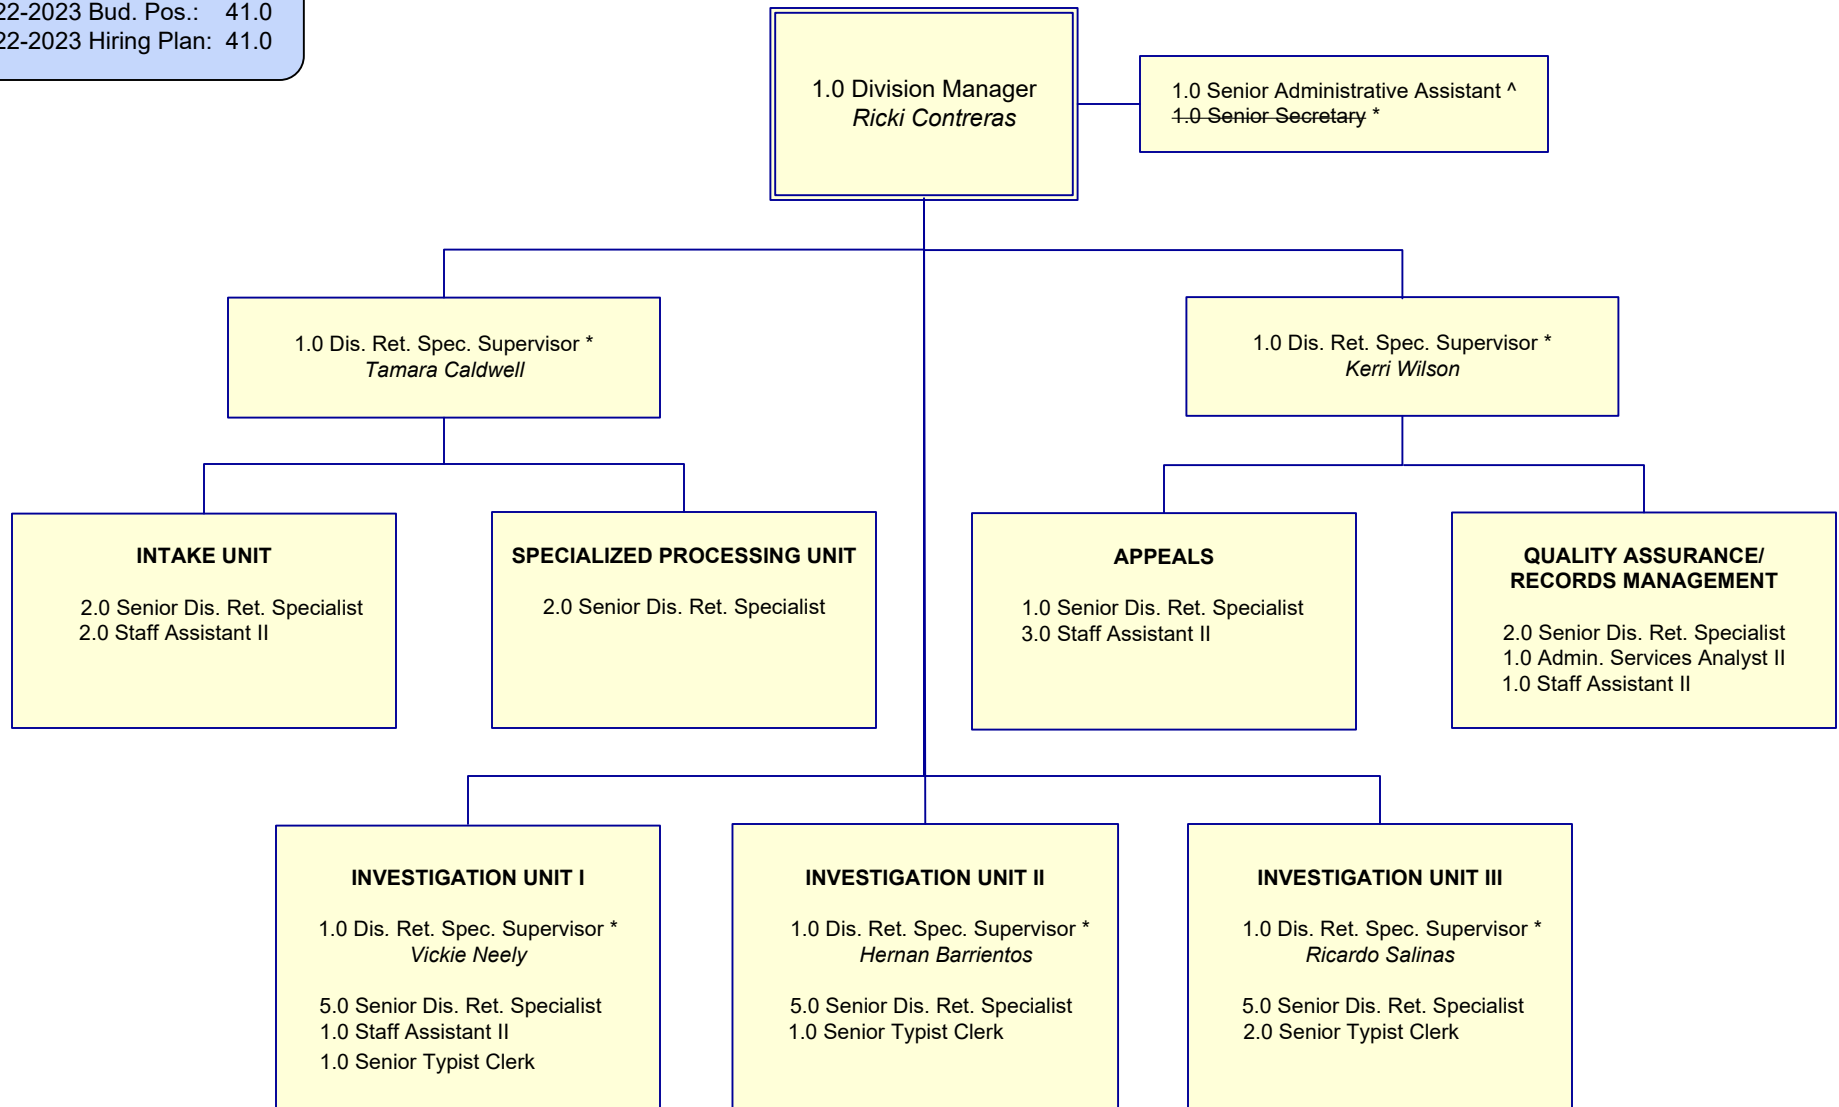 22-2023 Bud. Pos.: 41.0
22-2023 Hiring Plan: 41.0
1.0 Division Manager
Ricki Contreras
1.0 Senior Administrative Assistant ^
1.0 Senior Secretary *
1.0 Dis. Ret. Spec. Supervisor *
Tamara Caldwell
1.0 Dis. Ret. Spec. Supervisor *
Kerri Wilson
INTAKE UNIT
2.0 Senior Dis. Ret. Specialist
2.0 Staff Assistant II
SPECIALIZED PROCESSING UNIT
2.0 Senior Dis. Ret. Specialist
APPEALS
1.0 Senior Dis. Ret. Specialist
3.0 Staff Assistant II
QUALITY ASSURANCE/
RECORDS MANAGEMENT
2.0 Senior Dis. Ret. Specialist
1.0 Admin. Services Analyst II
1.0 Staff Assistant II
INVESTIGATION UNIT I
1.0 Dis. Ret. Spec. Supervisor *
Vickie Neely
5.0 Senior Dis. Ret. Specialist
1.0 Staff Assistant II
1.0 Senior Typist Clerk
INVESTIGATION UNIT II
1.0 Dis. Ret. Spec. Supervisor *
Hernan Barrientos
5.0 Senior Dis. Ret. Specialist
1.0 Senior Typist Clerk
INVESTIGATION UNIT III
1.0 Dis. Ret. Spec. Supervisor *
Ricardo Salinas
5.0 Senior Dis. Ret. Specialist
2.0 Senior Typist Clerk